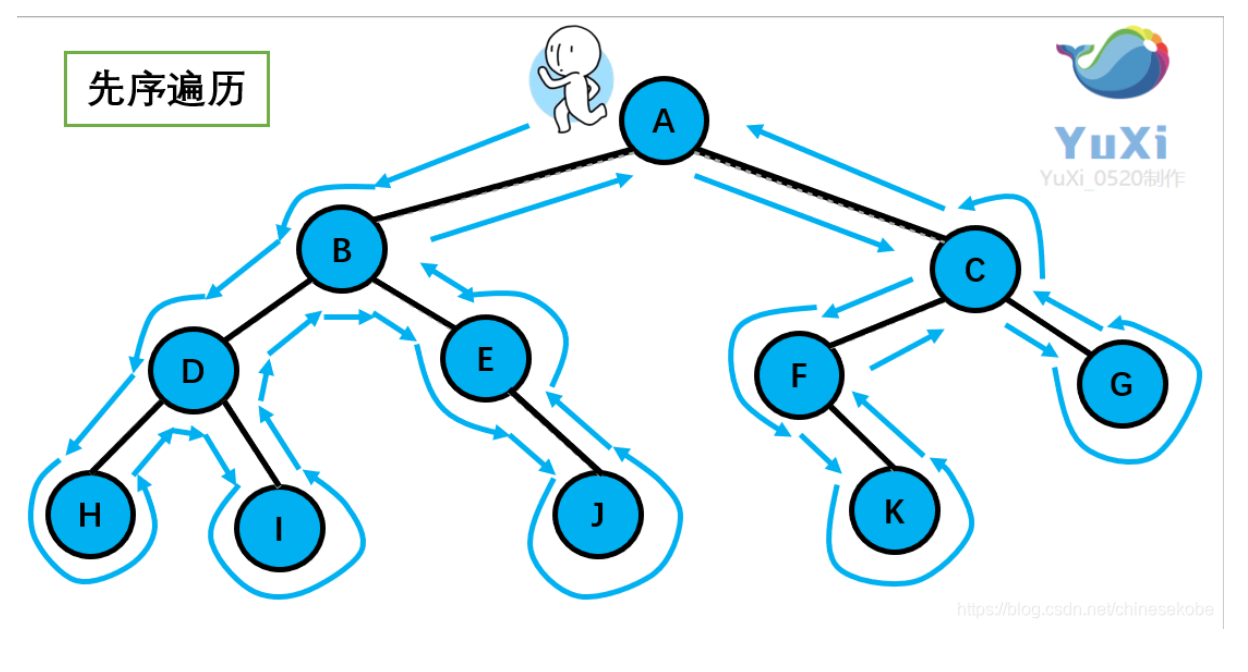 先序遍历
A
YuXi
YuXi_0520制作
B
C
D
E
F
G
H
I
J
K
https://blog.csdn.net/chinesekobe